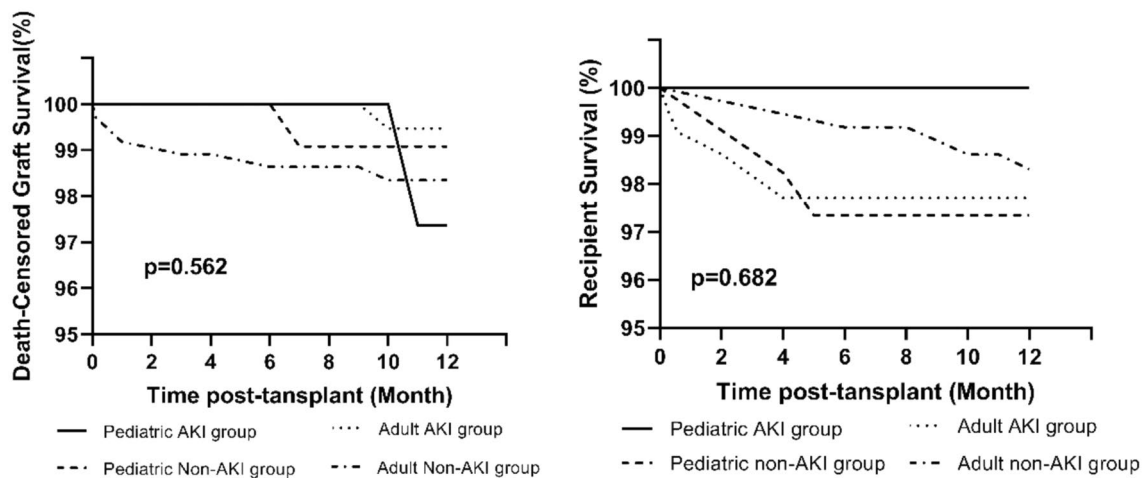 Death-Censored Graft Survival(%)
100
99
98
97
96
95
p=0.562
0 2 4 6 8 10 12
Time post-tansplant (Month)
Pediatric AKI group
Adult AKI group
Pediatric Non-AKI group
Adult Non-AKI group
Recipient Survival (%)
100
99
98
97
96
95
p=0.682
0 2 4 6 8 10 12
Time post-tansplant (Month)
Pediatric AKI group
Adult AKI group
Pediatric non-AKI group
Adult non-AKI group